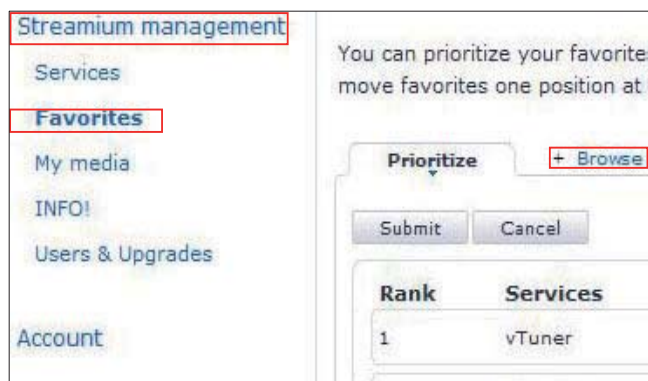 Streamium management
Services
Favorites
My media
INFO!
Users & Upgrades
Account
You can prioritize your favorites
move favorites one position at
Prioritize
+ Browse
Submit
Cancel
Rank Services
1 vTuner